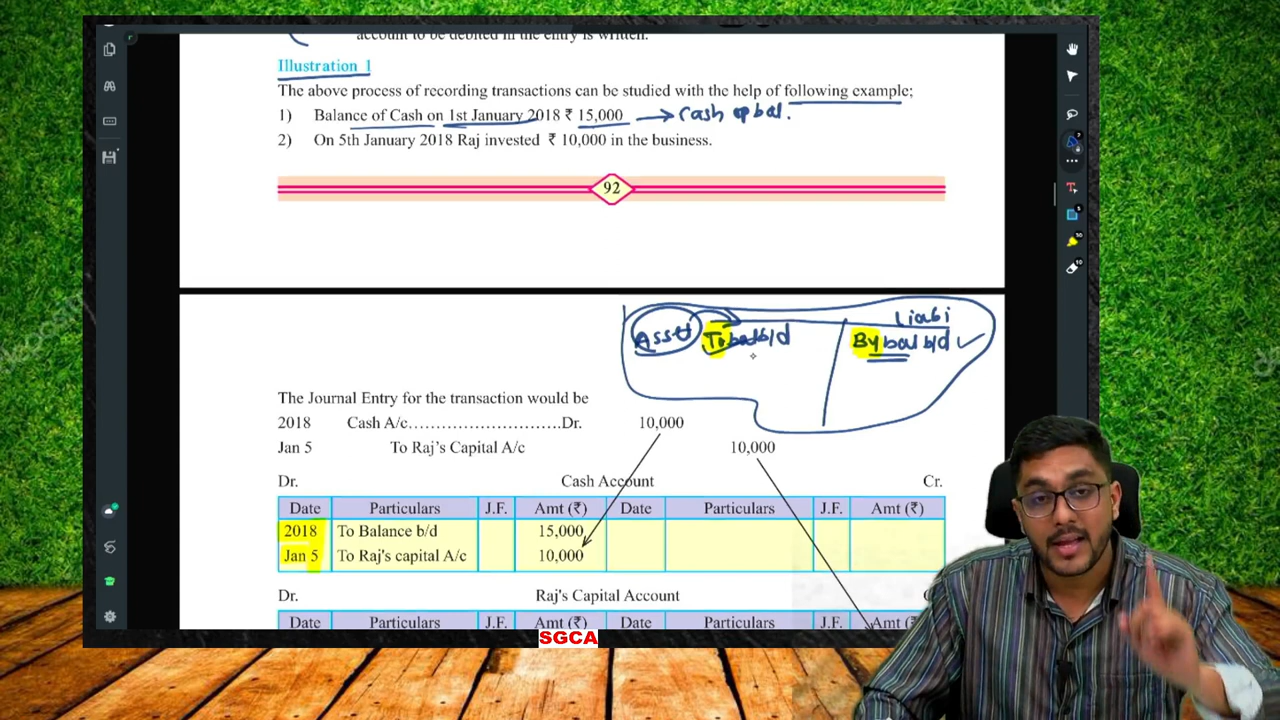 account to be debited in the entry is written.
Illustration 1
The above process of recording transactions can be studied with the help of following example;
1) Balance of Cash on 1st January 2018 ₹ 15,000 → Cash op bal.
2) On 5th January 2018 Raj invested ₹ 10,000 in the business.
92
Liabi
Asset To bal b/d By bal b/d
The Journal Entry for the transaction would be
2018 Cash A/c..............................Dr. 10,000
Jan 5 To Raj's Capital A/c 10,000
Dr. Cash Account Cr.
Date Particulars J.F. Amt (₹) Date Particulars J.F. Amt (₹)
2018 To Balance b/d 15,000
Jan 5 To Raj's capital A/c 10,000
Dr. Raj's Capital Account
Date Particulars J.F. Amt (₹) Date Particulars J.F. Amt (₹
SGCA